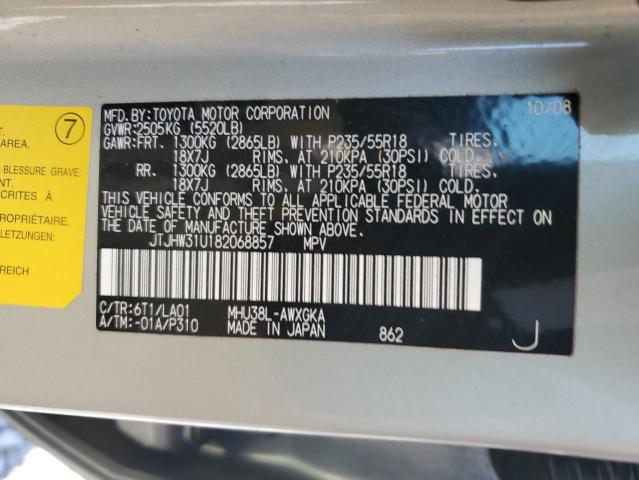 MFD.BY:TOYOTA MOTOR CORPORATION 10/08
GVWR:2505KG (5520LB)
GAWR:FRT. 1300KG (2865LB) WITH P235/55R18 TIRES.
18X7J RIMS, AT 210KPA (30PSI) COLD.
RR. 1300KG (2865LB) WITH P235/55R18 TIRES.
18X7J RIMS, AT 210KPA (30PSI) COLD.
THIS VEHICLE CONFORMS TO ALL APPLICABLE FEDERAL MOTOR
VEHICLE SAFETY AND THEFT PREVENTION STANDARDS IN EFFECT ON
THE DATE OF MANUFACTURE SHOWN ABOVE.
JTJHW31U182068857 MPV
C/TR:6T1/LA01 MHU38L-AWXGKA
A/TM:-01A/P310 MADE IN JAPAN 862 J
7
AREA.
BLESSURE GRAVE:
ENT.
CRITES À
PROPRIÉTAIRE.
LETZUNGEN.
REICH